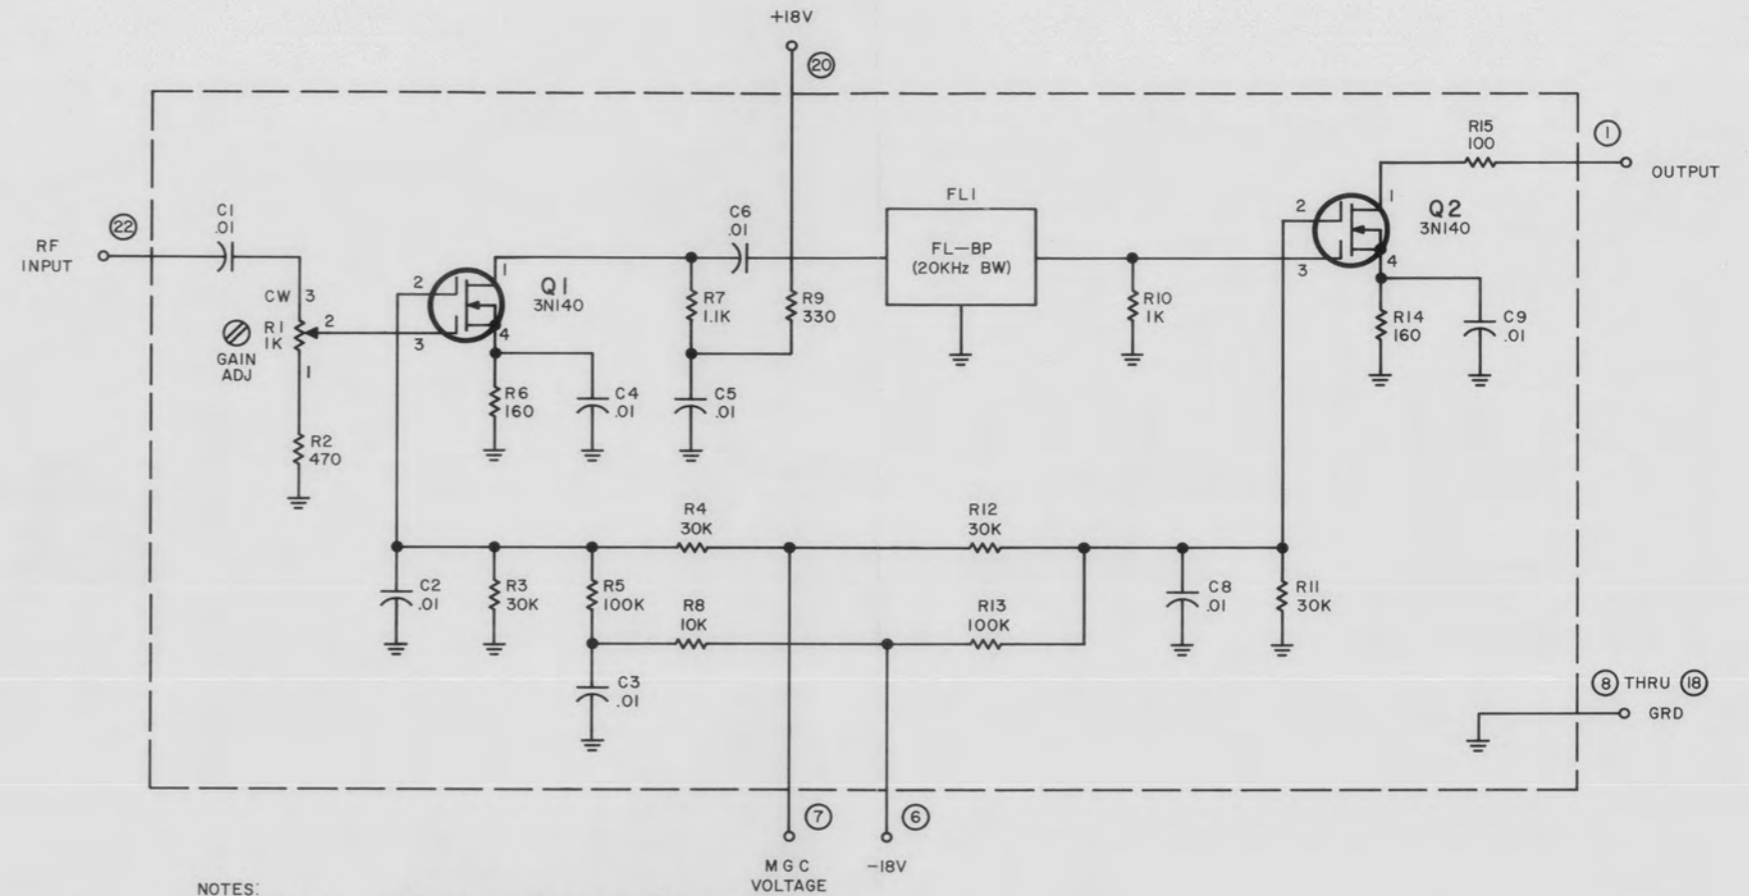 +18V
20
R15
100
1
OUTPUT
FL1
C1
.01
C6
.01
2
1
Q2
3N140
22
RF
INPUT
FL-BP
(20KHz BW)
3
4
CW 3
2
1
Q1
3N140
R7
1.1K
R9
330
R10
1K
R14
160
C9
.01
R1
1K
2
3
4
GAIN
ADJ
1
R6
160
C4
.01
C5
.01
R2
470
R4
30K
R12
30K
C2
.01
R3
30K
R5
100K
R8
10K
R13
100K
C8
.01
R11
30K
C3
.01
8 THRU 18
GRD
7
6
MGC
VOLTAGE
-18V
NOTES: